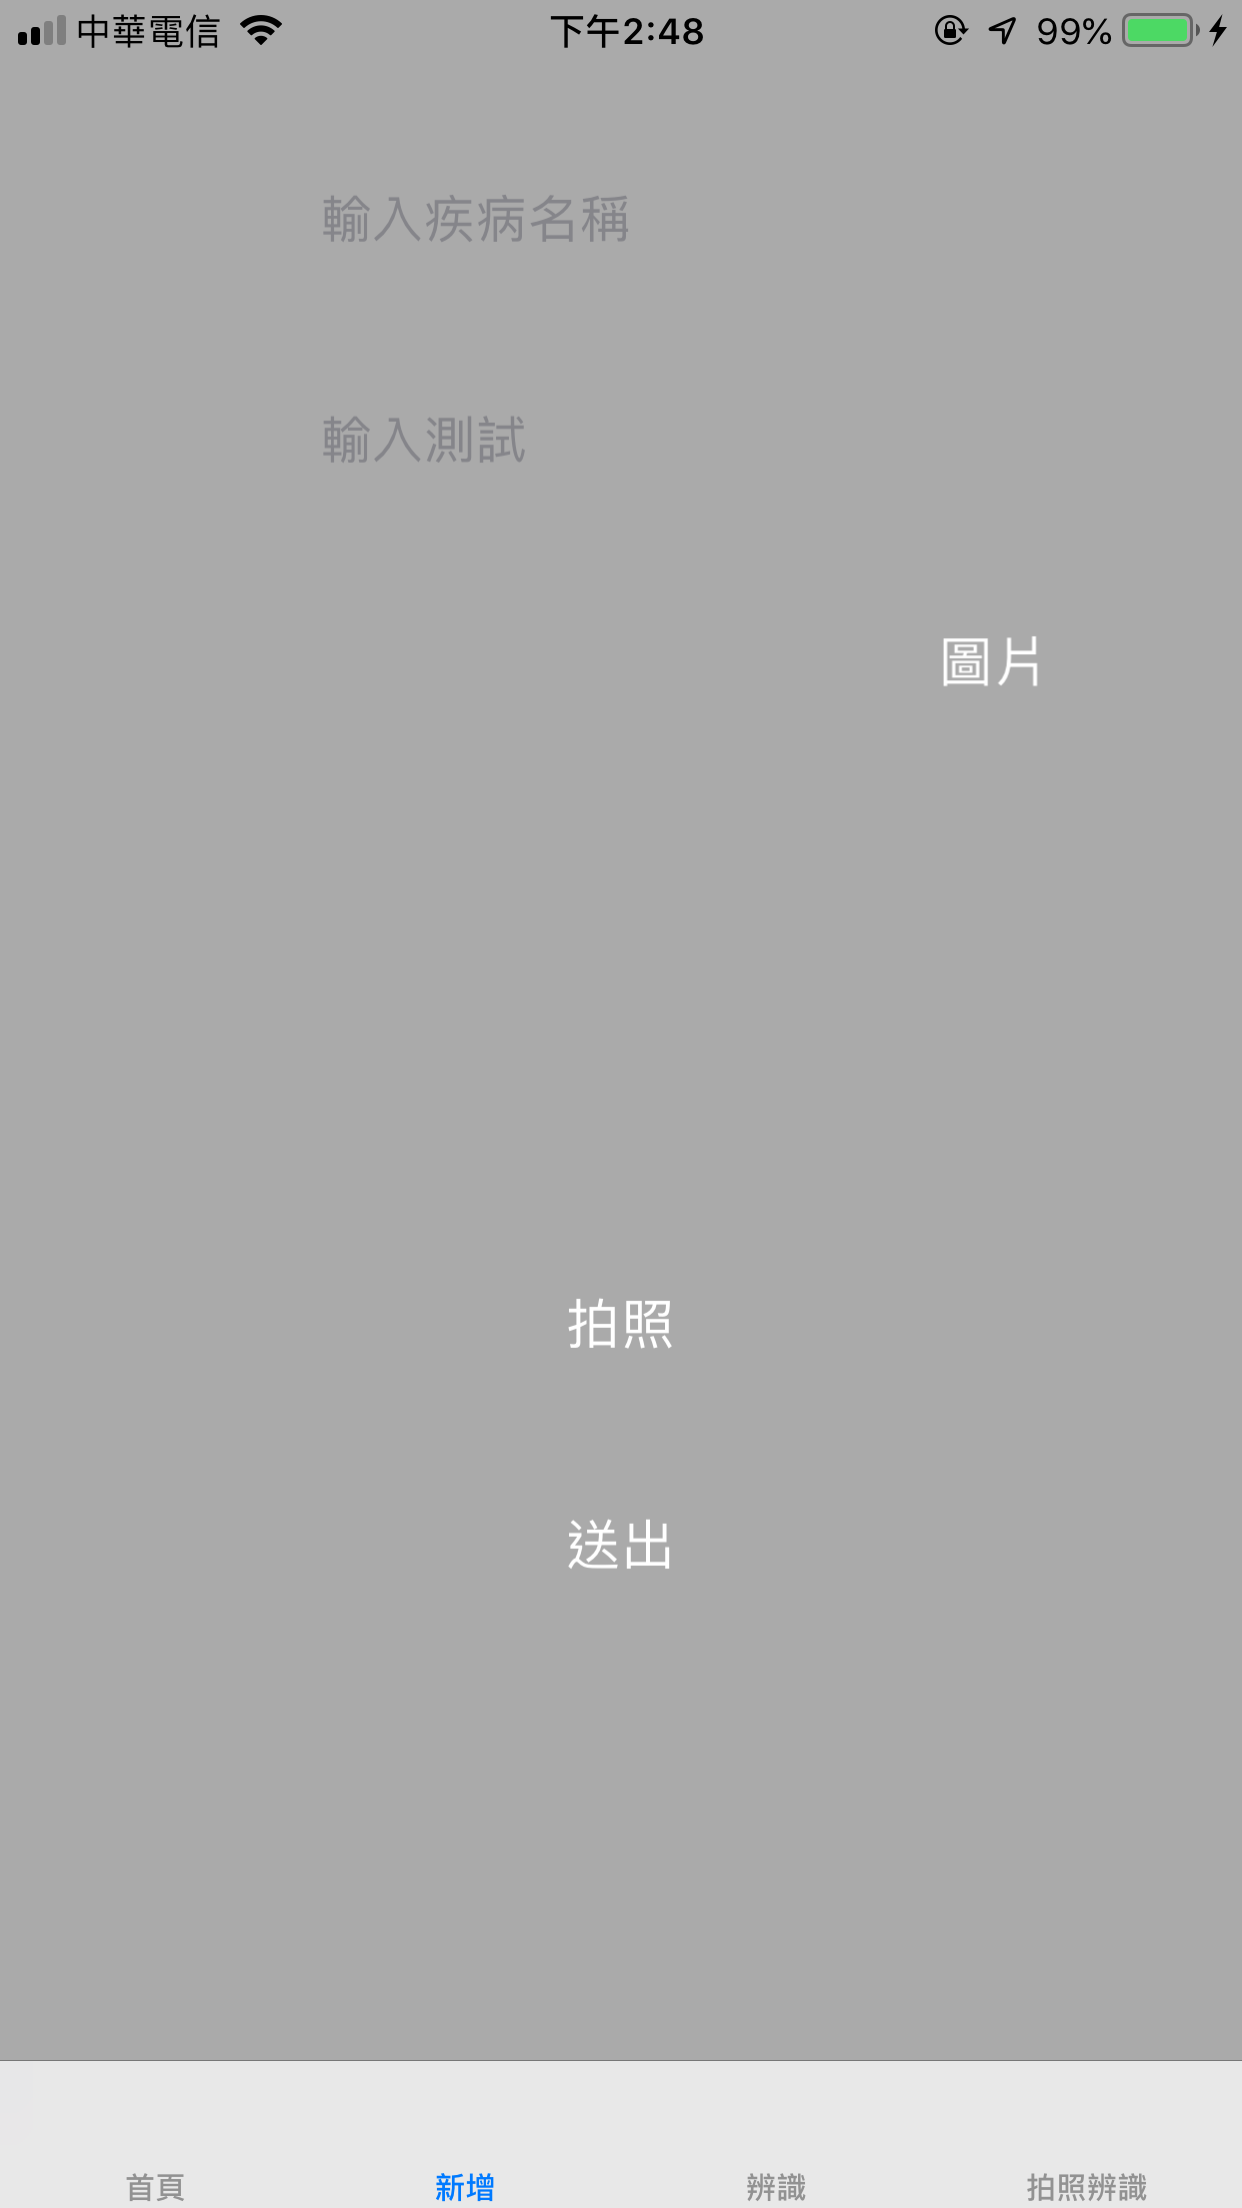 中華電信 下午2:48 99%
輸入疾病名稱
輸入測試
圖片
拍照
送出
首頁 新增 辨識 拍照辨識